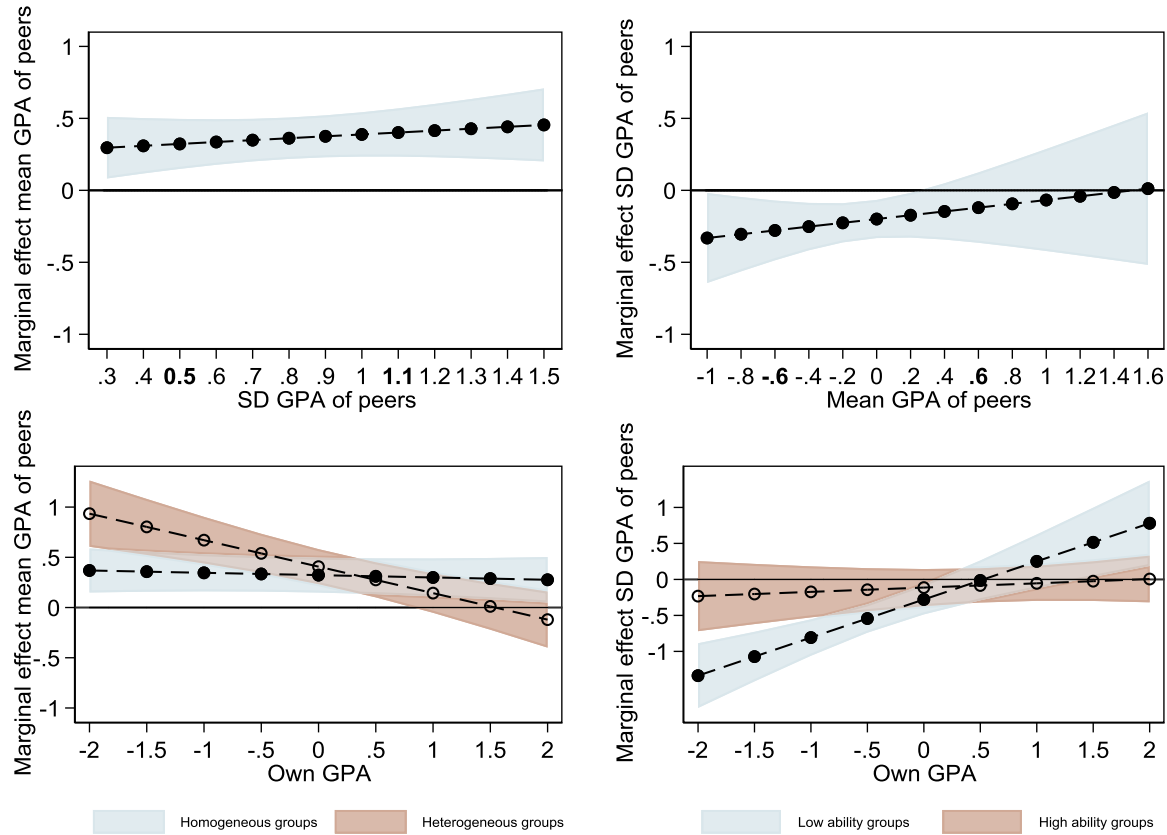 Marginal effect mean GPA of peers
1
.5
0
-.5
-1
.3 .4 0.5 .6 .7 .8 .9 1 1.1 1.2 1.3 1.4 1.5
SD GPA of peers
Marginal effect SD GPA of peers
1
.5
0
-.5
-1
-1 -.8 -.6 -.4 -.2 0 .2 .4 .6 .8 1 1.2 1.4 1.6
Mean GPA of peers
Marginal effect mean GPA of peers
1
.5
0
-.5
-1
-2 -1.5 -1 -.5 0 .5 1 1.5 2
Own GPA
Marginal effect SD GPA of peers
1
.5
0
-.5
-1
-2 -1.5 -1 -.5 0 .5 1 1.5 2
Own GPA
Homogeneous groups Heterogeneous groups
Low ability groups High ability groups